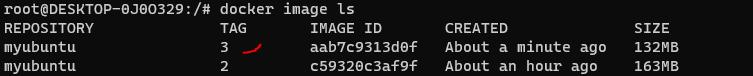 root@DESKTOP-0J0O329:/# docker image ls
REPOSITORY TAG IMAGE ID CREATED SIZE
myubuntu 3 aab7c9313d0f About a minute ago 132MB
myubuntu 2 c59320c3af9f About an hour ago 163MB